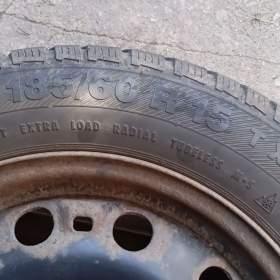 185/60 R 15 T
EXTRA LOAD RADIAL TUBELESS M+S